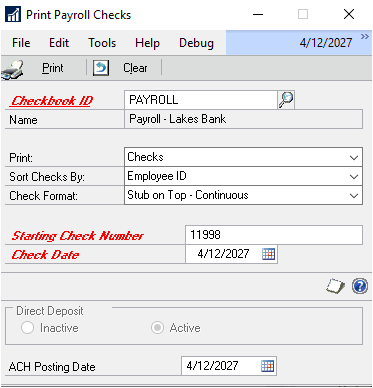 Print Payroll Checks
File Edit Tools Help Debug 4/12/2027 »
Print Clear
Checkbook ID PAYROLL
Name Payroll - Lakes Bank
Print: Checks
Sort Checks By: Employee ID
Check Format: Stub on Top - Continuous
Starting Check Number 11998
Check Date 4/12/2027
Direct Deposit
Inactive Active
ACH Posting Date 4/12/2027